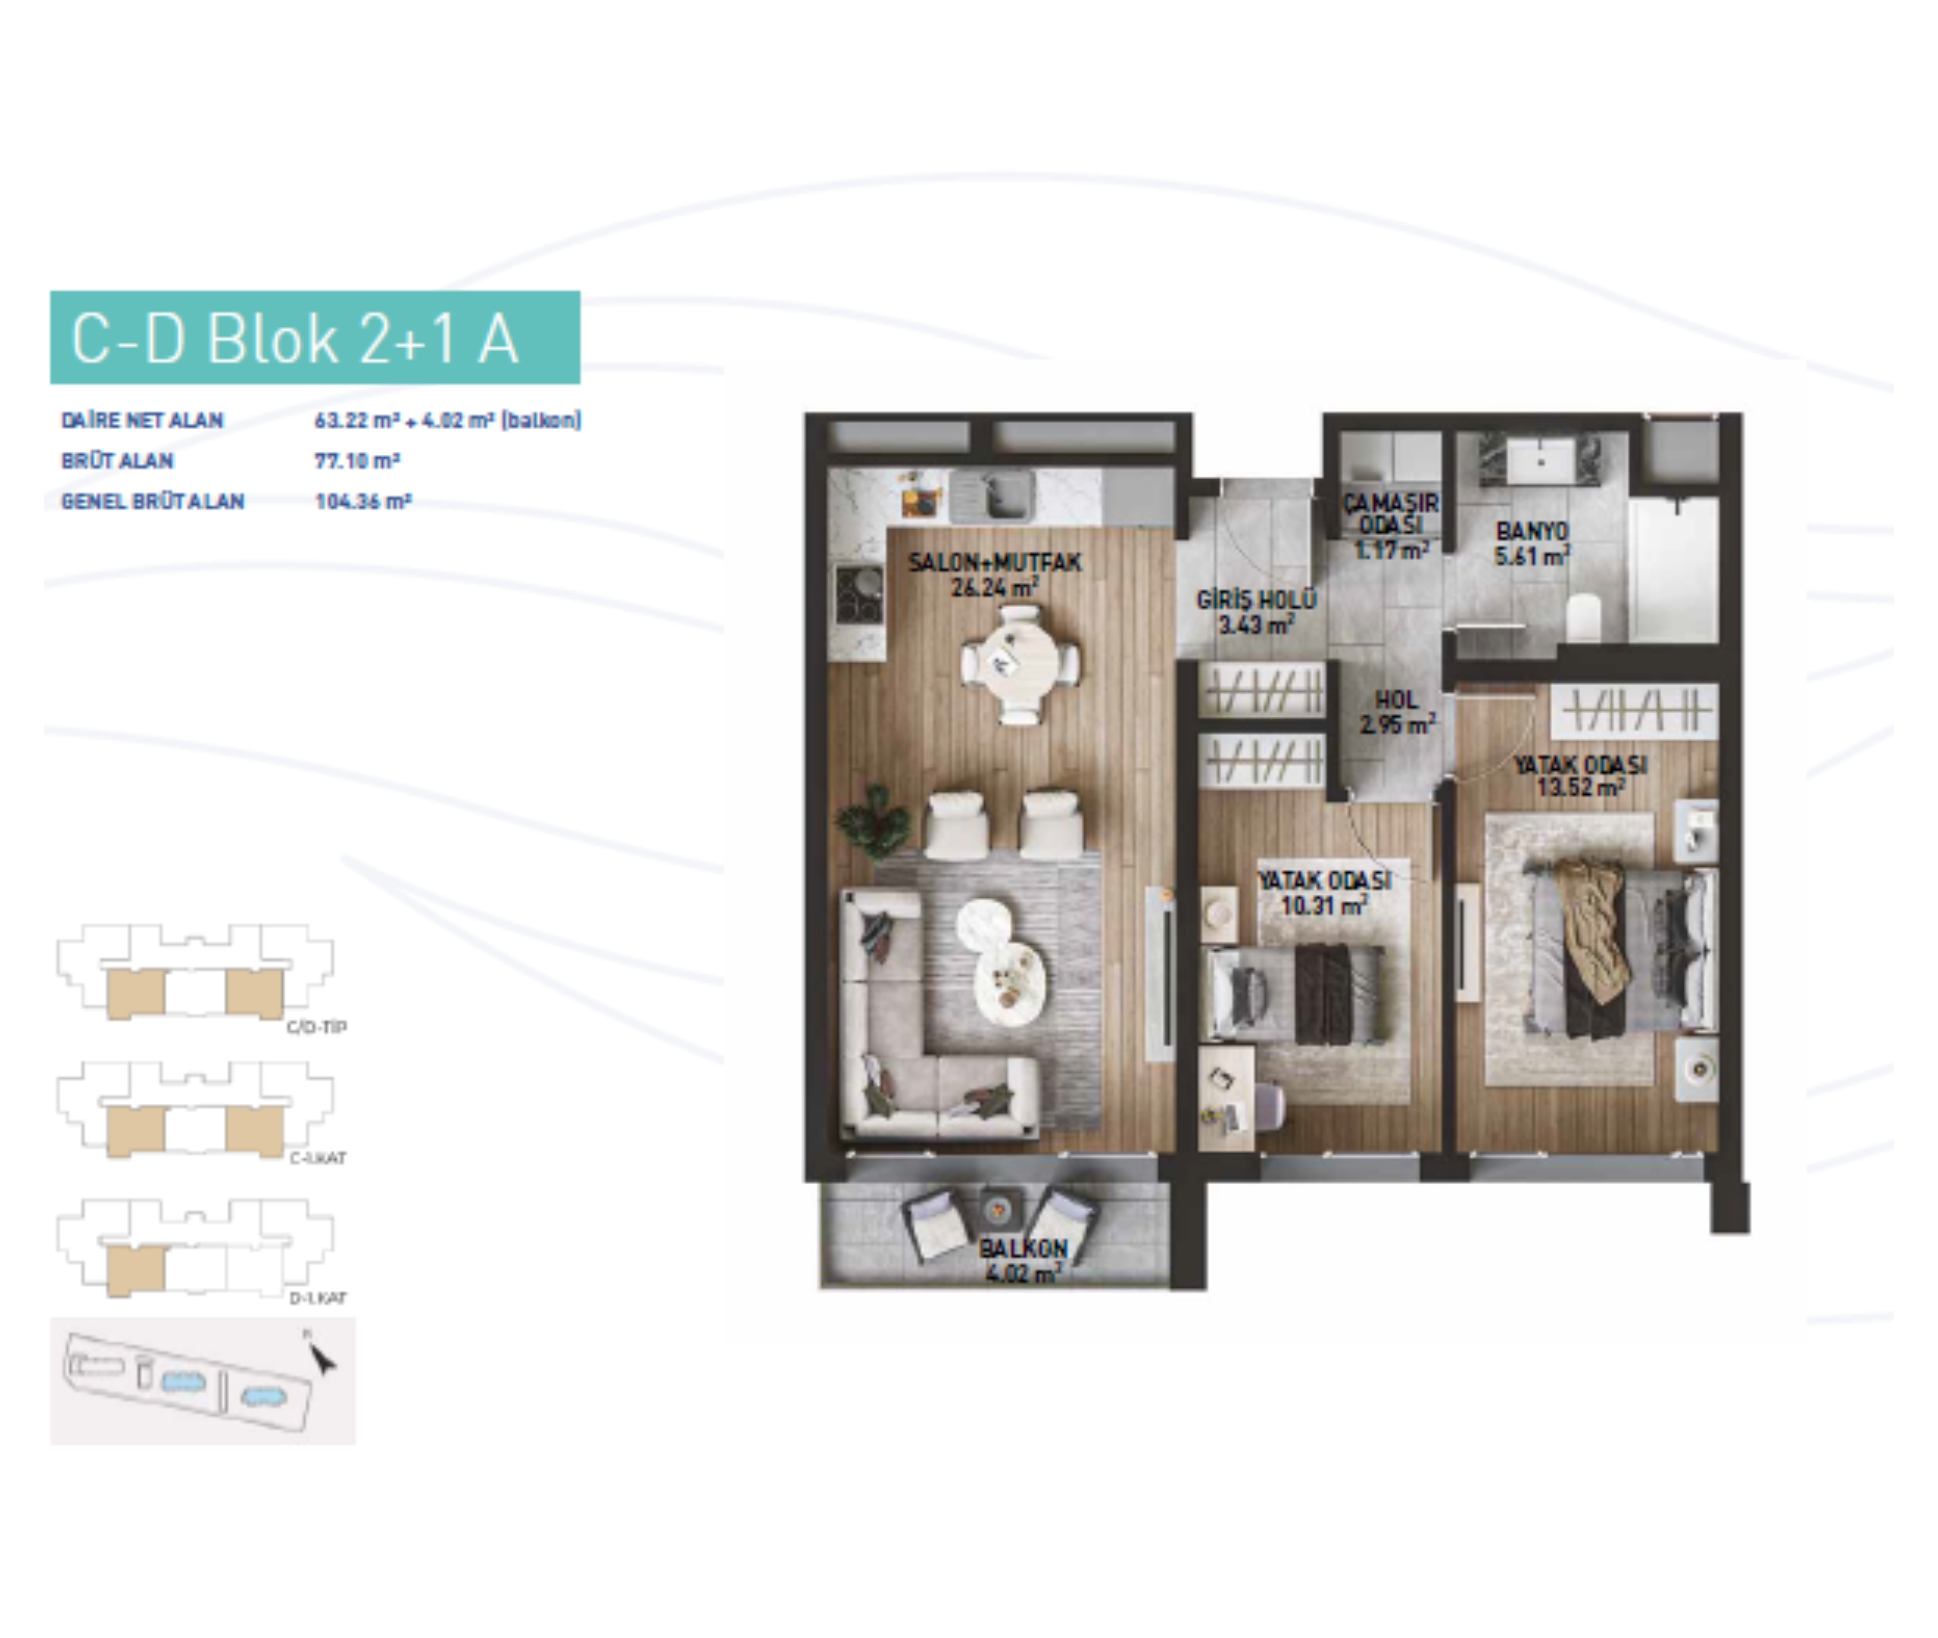 C-D Blok 2+1 A
DAİRE NET ALAN 63.22 m² + 4.02 m² (balkon)
BRÜT ALAN 77.10 m²
GENEL BRÜT ALAN 104.36 m²
SALON+MUTFAK
26.24 m²
GİRİŞ HOLÜ
3.43 m²
ÇAMAŞIR
ODASI
1.17 m²
BANYO
5.61 m²
HOL
2.95 m²
YATAK ODASI
13.52 m²
YATAK ODASI
10.31 m²
BALKON
4.02 m²
C/D-TİP
C-1.KAT
D-1.KAT